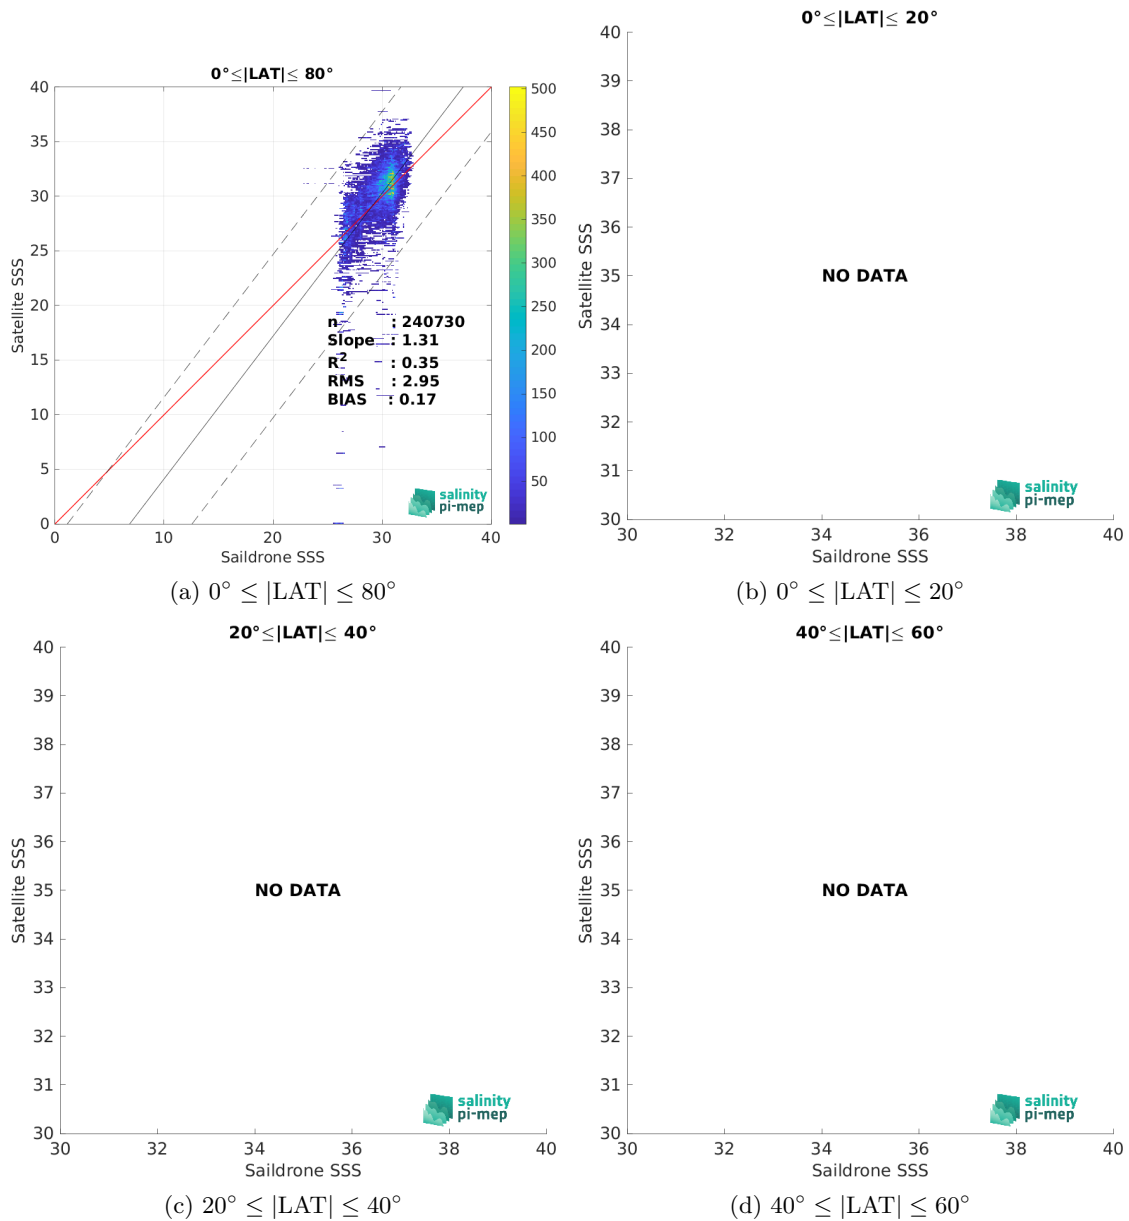 0°≤|LAT|≤ 80°
40
35
30
25
20
15
10
5
0
0
10
20
30
40
Satellite SSS
Saildrone SSS
500
450
400
350
300
250
200
150
100
50
n : 240730
Slope : 1.31
R² : 0.35
RMS : 2.95
BIAS : 0.17
salinity
pi-mep
(a) 0° ≤ |LAT| ≤ 80°
0°≤|LAT|≤ 20°
40
39
38
37
36
35
34
33
32
31
30
30
32
34
36
38
40
Satellite SSS
NO DATA
salinity
pi-mep
Saildrone SSS
(b) 0° ≤ |LAT| ≤ 20°
20°≤|LAT|≤ 40°
40
39
38
37
36
35
34
33
32
31
30
30
32
34
36
38
40
Satellite SSS
NO DATA
salinity
pi-mep
Saildrone SSS
(c) 20° ≤ |LAT| ≤ 40°
40°≤|LAT|≤ 60°
40
39
38
37
36
35
34
33
32
31
30
30
32
34
36
38
40
Satellite SSS
NO DATA
salinity
pi-mep
Saildrone SSS
(d) 40° ≤ |LAT| ≤ 60°